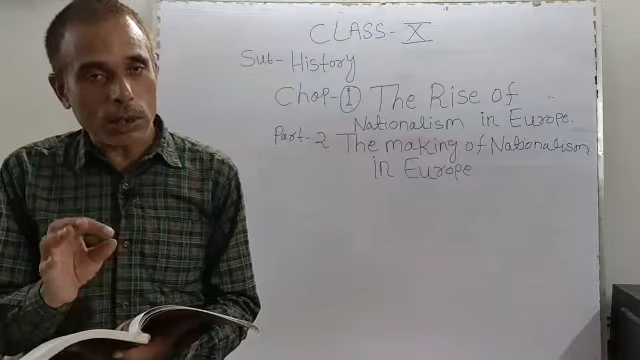 CLASS - X
Sub - History
Chap - 1 The Rise of
Nationalism in Europe.
Part - 2 The making of Nationalism
in Europe